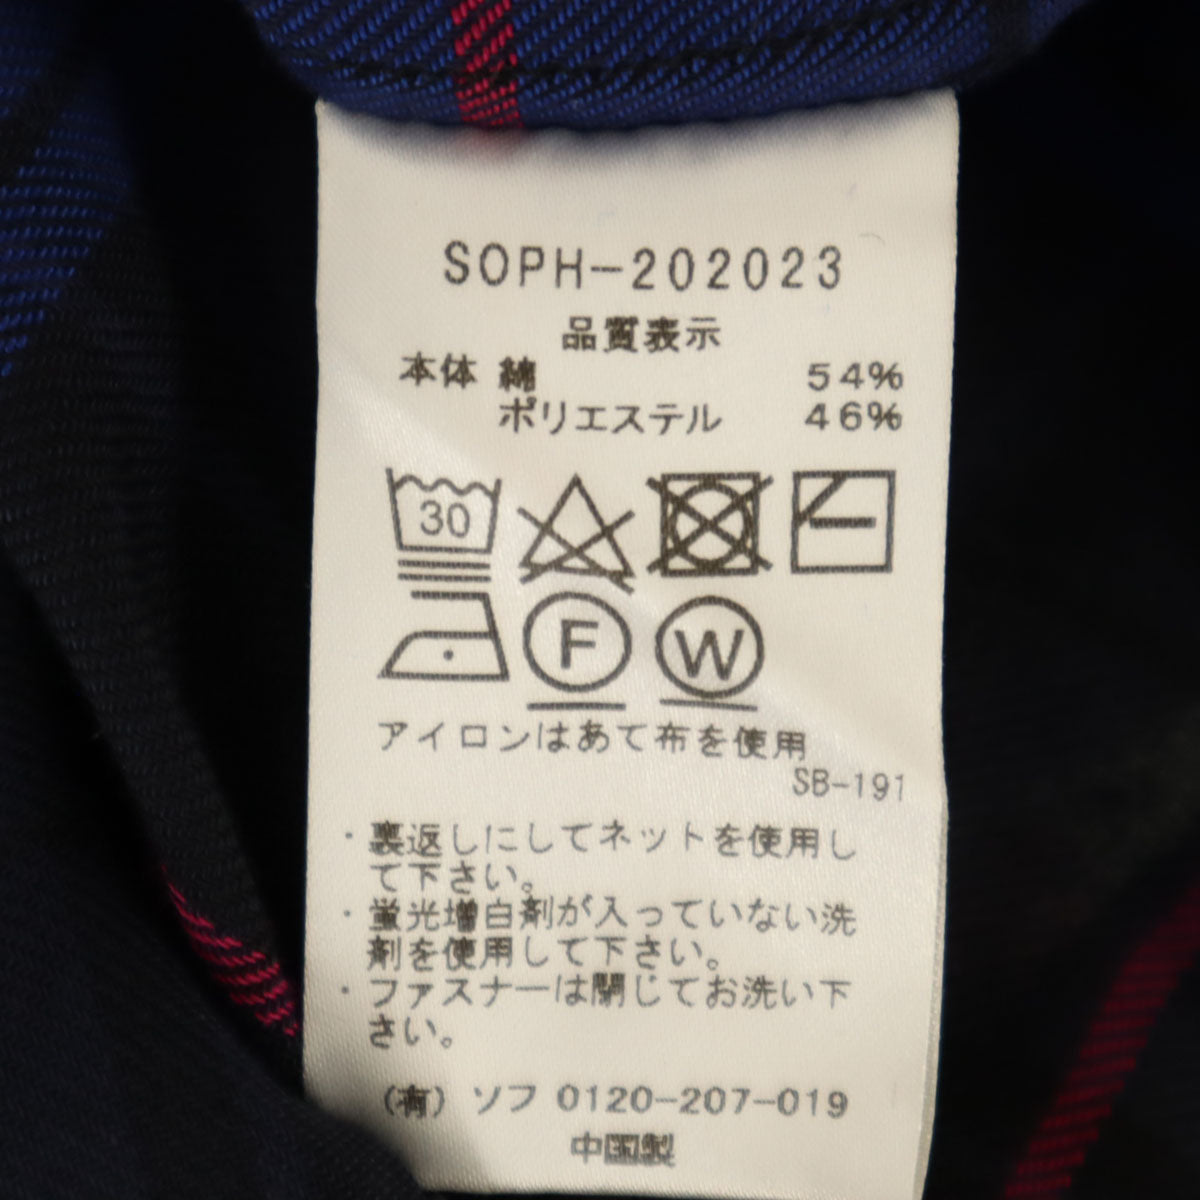 SOPH-202023
品質表示
本体 綿 54%
ポリエステル 46%
30
F W
アイロンはあて布を使用
SB-191
・裏返しにしてネットを使用し
て下さい。
・蛍光増白剤が入っていない洗
剤を使用して下さい。
・ファスナーは閉じてお洗い下
さい。
(有) ソフ 0120-207-019
中国製